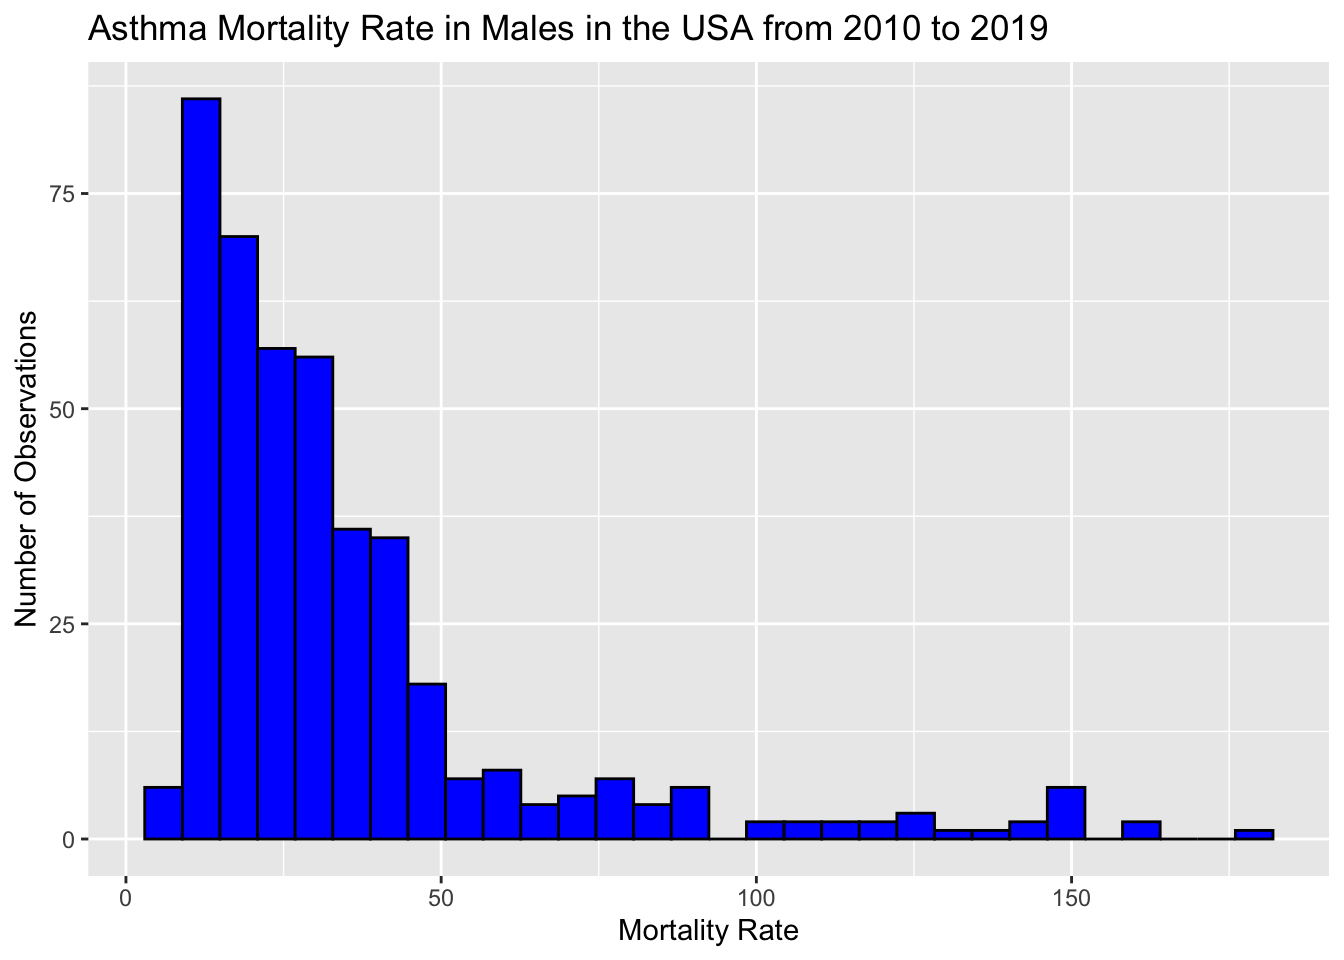 Asthma Mortality Rate in Males in the USA from 2010 to 2019
Number of Observations
75
50
25
0
0 50 100 150
Mortality Rate